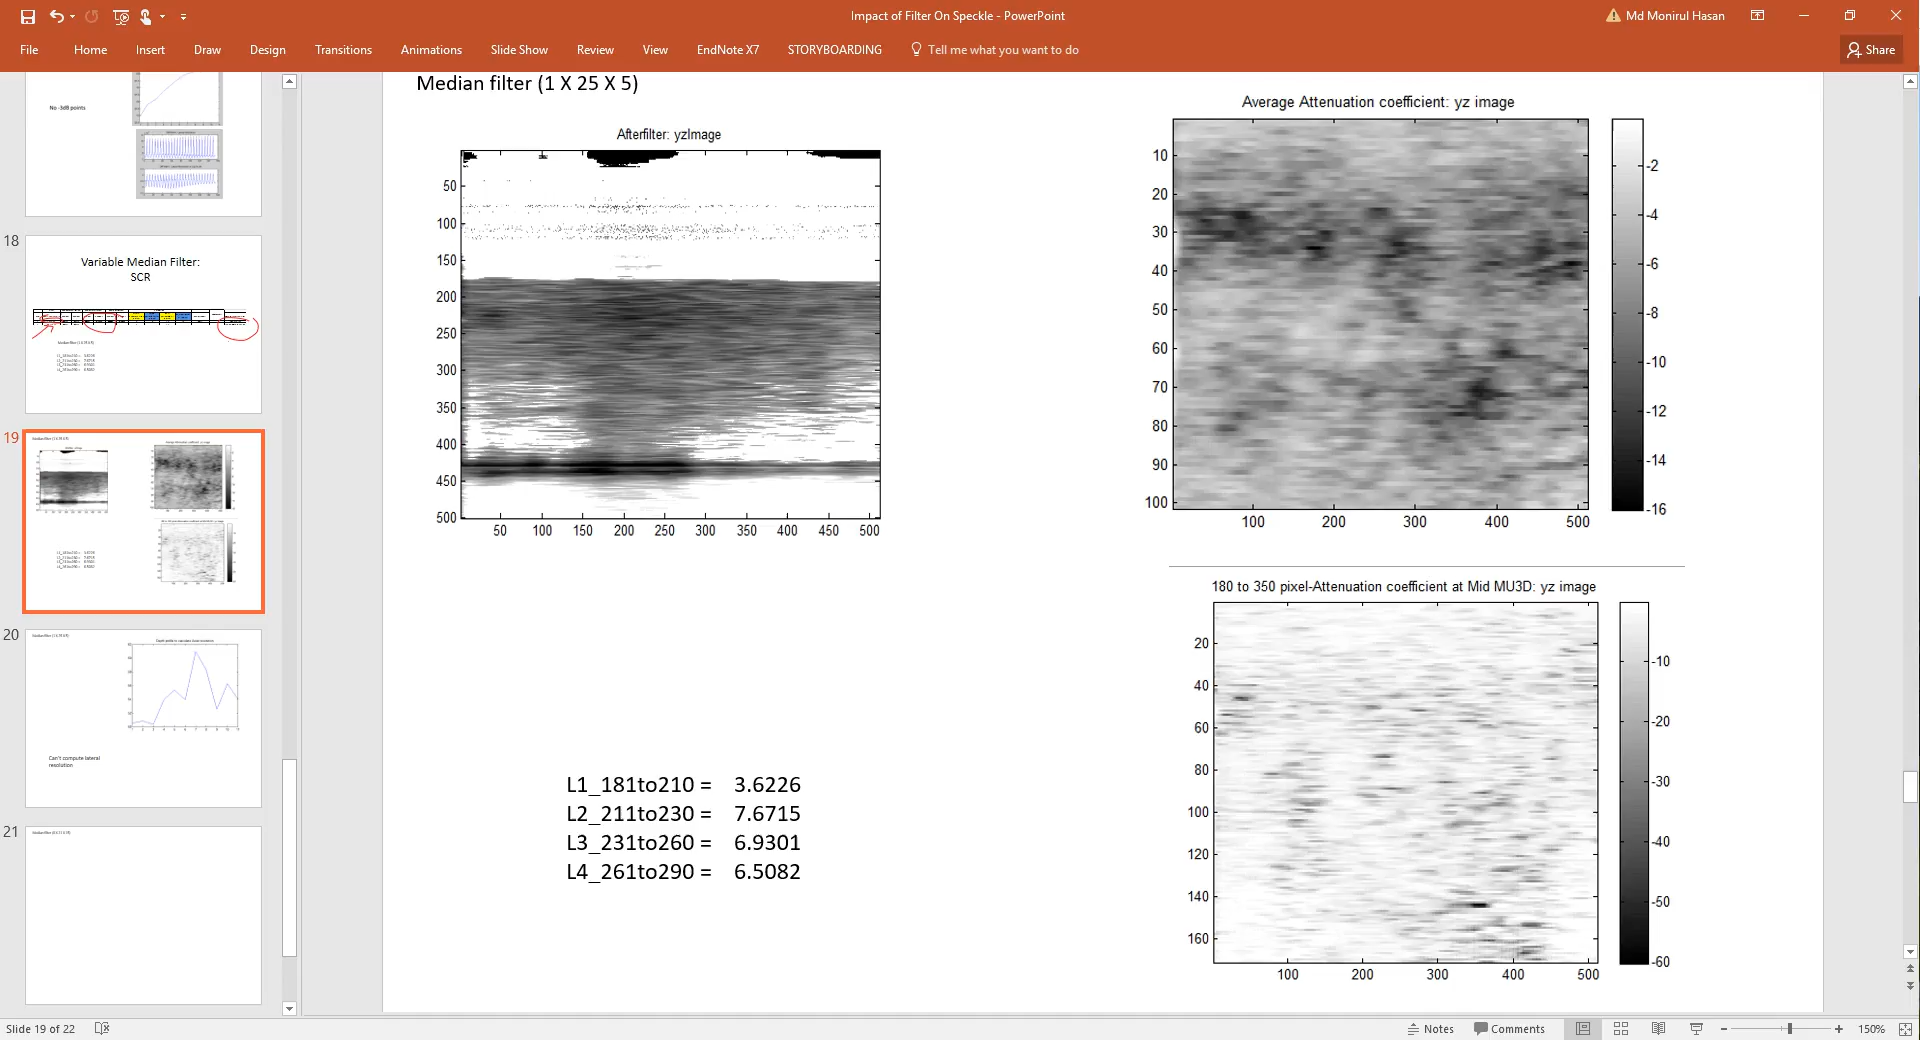 Impact of Filter On Speckle - PowerPoint
Md Monirul Hasan
File Home Insert Draw Design Transitions Animations Slide Show Review View EndNote X7 STORYBOARDING Tell me what you want to do
Share
No -3dB points
18
Variable Median Filter:
SCR
19
20
Can't compute lateral
resolution
21
Median filter (1 X 25 X 5)
Afterfilter: yzImage
50
100
150
200
250
300
350
400
450
500
50 100 150 200 250 300 350 400 450 500
Average Attenuation coefficient: yz image
10
20
30
40
50
60
70
80
90
100
100 200 300 400 500
-2
-4
-6
-8
-10
-12
-14
-16
180 to 350 pixel-Attenuation coefficient at Mid MU3D: yz image
20
40
60
80
100
120
140
160
100 200 300 400 500
-10
-20
-30
-40
-50
-60
L1_181to210 = 3.6226
L2_211to230 = 7.6715
L3_231to260 = 6.9301
L4_261to290 = 6.5082
Slide 19 of 22
Notes Comments
150%